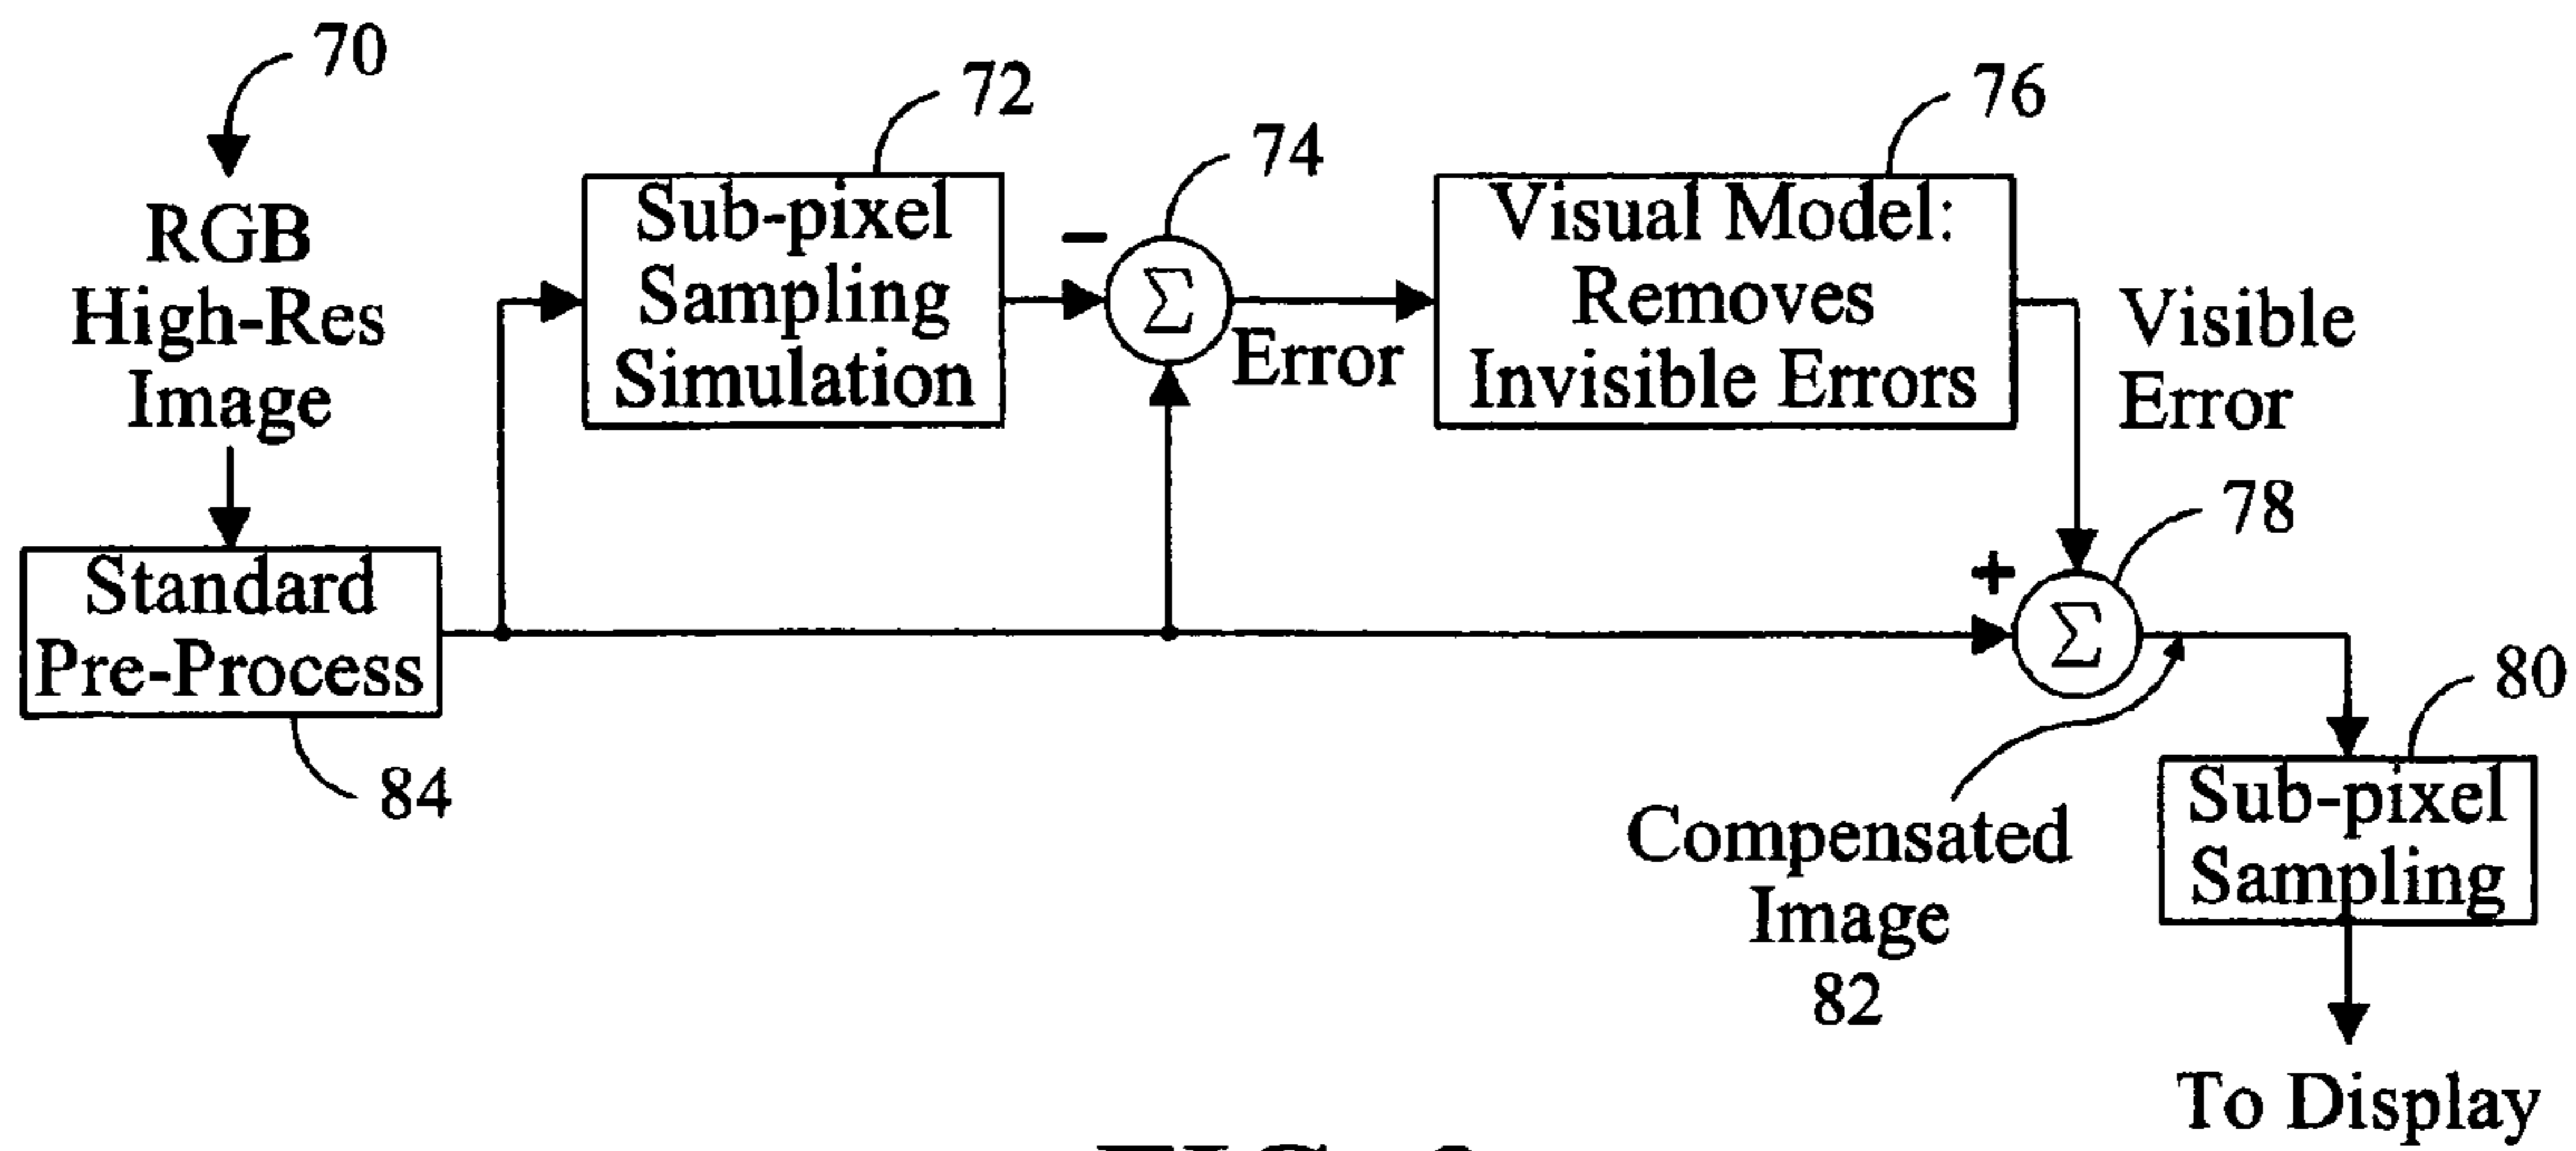 70
RGB
High-Res
Image
Standard
Pre-Process
84
72
Sub-pixel
Sampling
Simulation
−
74
Σ
Error
76
Visual Model:
Removes
Invisible Errors
Visible
Error
78
+
Σ
Compensated
Image
82
80
Sub-pixel
Sampling
To Display